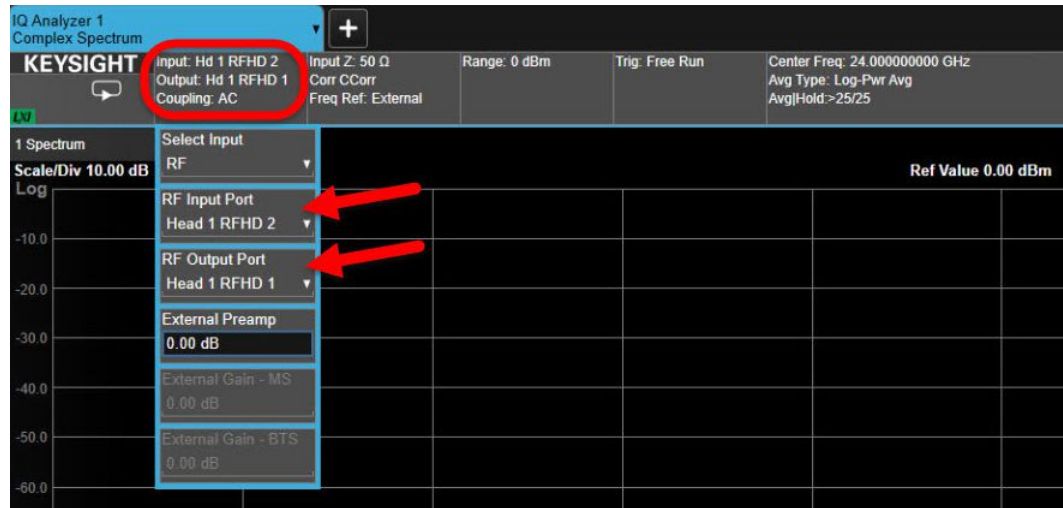 IQ Analyzer 1
Complex Spectrum
+
KEYSIGHT
LXI
Input: Hd 1 RFHD 2
Output: Hd 1 RFHD 1
Coupling: AC
Input Z: 50 Ω
Corr CCorr
Freq Ref: External
Range: 0 dBm
Trig: Free Run
Center Freq: 24.000000000 GHz
Avg Type: Log-Pwr Avg
Avg|Hold:>25/25
1 Spectrum
Scale/Div 10.00 dB
Ref Value 0.00 dBm
Log
-10.0
-20.0
-30.0
-40.0
-50.0
-60.0
Select Input
RF
RF Input Port
Head 1 RFHD 2
RF Output Port
Head 1 RFHD 1
External Preamp
0.00 dB
External Gain - MS
0.00 dB
External Gain - BTS
0.00 dB